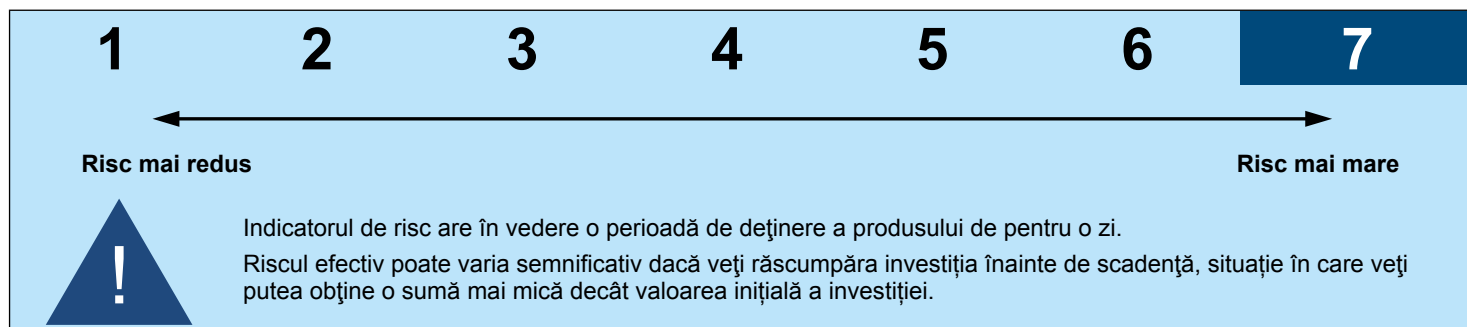 1 2 3 4 5 6 7
Risc mai redus Risc mai mare
!
Indicatorul de risc are în vedere o perioadă de deţinere a produsului de pentru o zi.
Riscul efectiv poate varia semnificativ dacă veţi răscumpăra investiția înainte de scadenţă, situație în care veţi
putea obţine o sumă mai mică decât valoarea inițială a investiției.